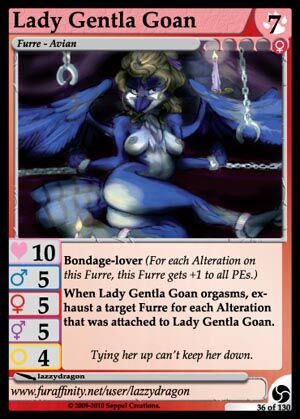 Lady Gentla Goan
7
Furre - Avian
10
5
5
5
4
Bondage-lover (For each Alteration on
this Furre, this Furre gets +1 to all PEs.)
When Lady Gentla Goan orgasms, ex-
haust a target Furre for each Alteration
that was attached to Lady Gentla Goan.
Tying her up can't keep her down.
lazzydragon
www.furaffinity.net/user/lazzydragon
© 2009-2010 Seppel Creations.
36 of 130